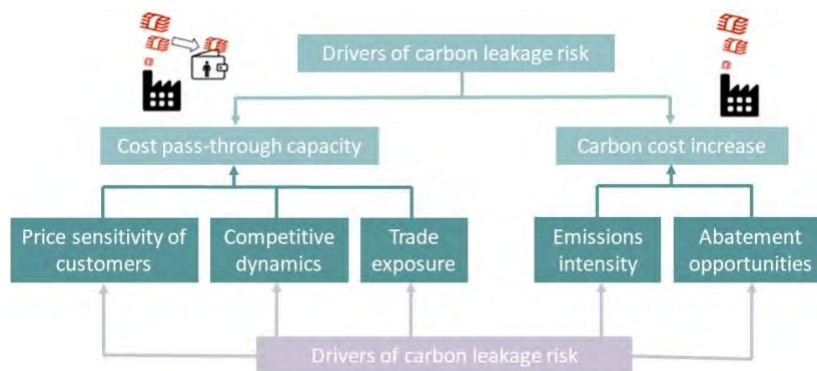 Drivers of carbon leakage risk
Cost pass-through capacity
Carbon cost increase
Price sensitivity of
customers
Competitive
dynamics
Trade
exposure
Emissions
intensity
Abatement
opportunities
Drivers of carbon leakage risk